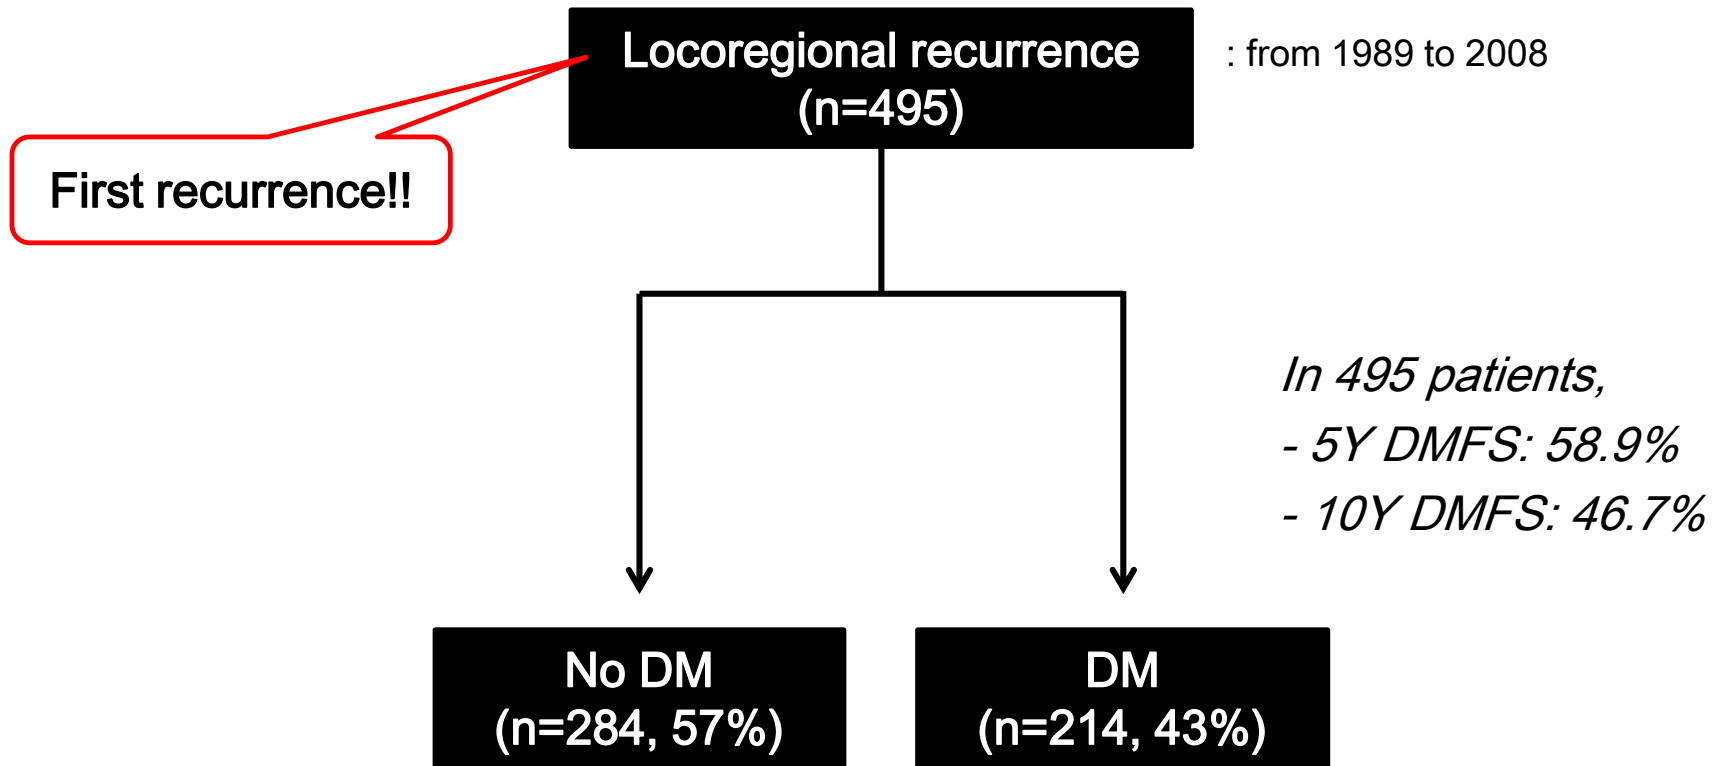 Locoregional recurrence
(n=495)
: from 1989 to 2008
First recurrence!!
In 495 patients,
- 5Y DMFS: 58.9%
- 10Y DMFS: 46.7%
No DM
(n=284, 57%)
DM
(n=214, 43%)